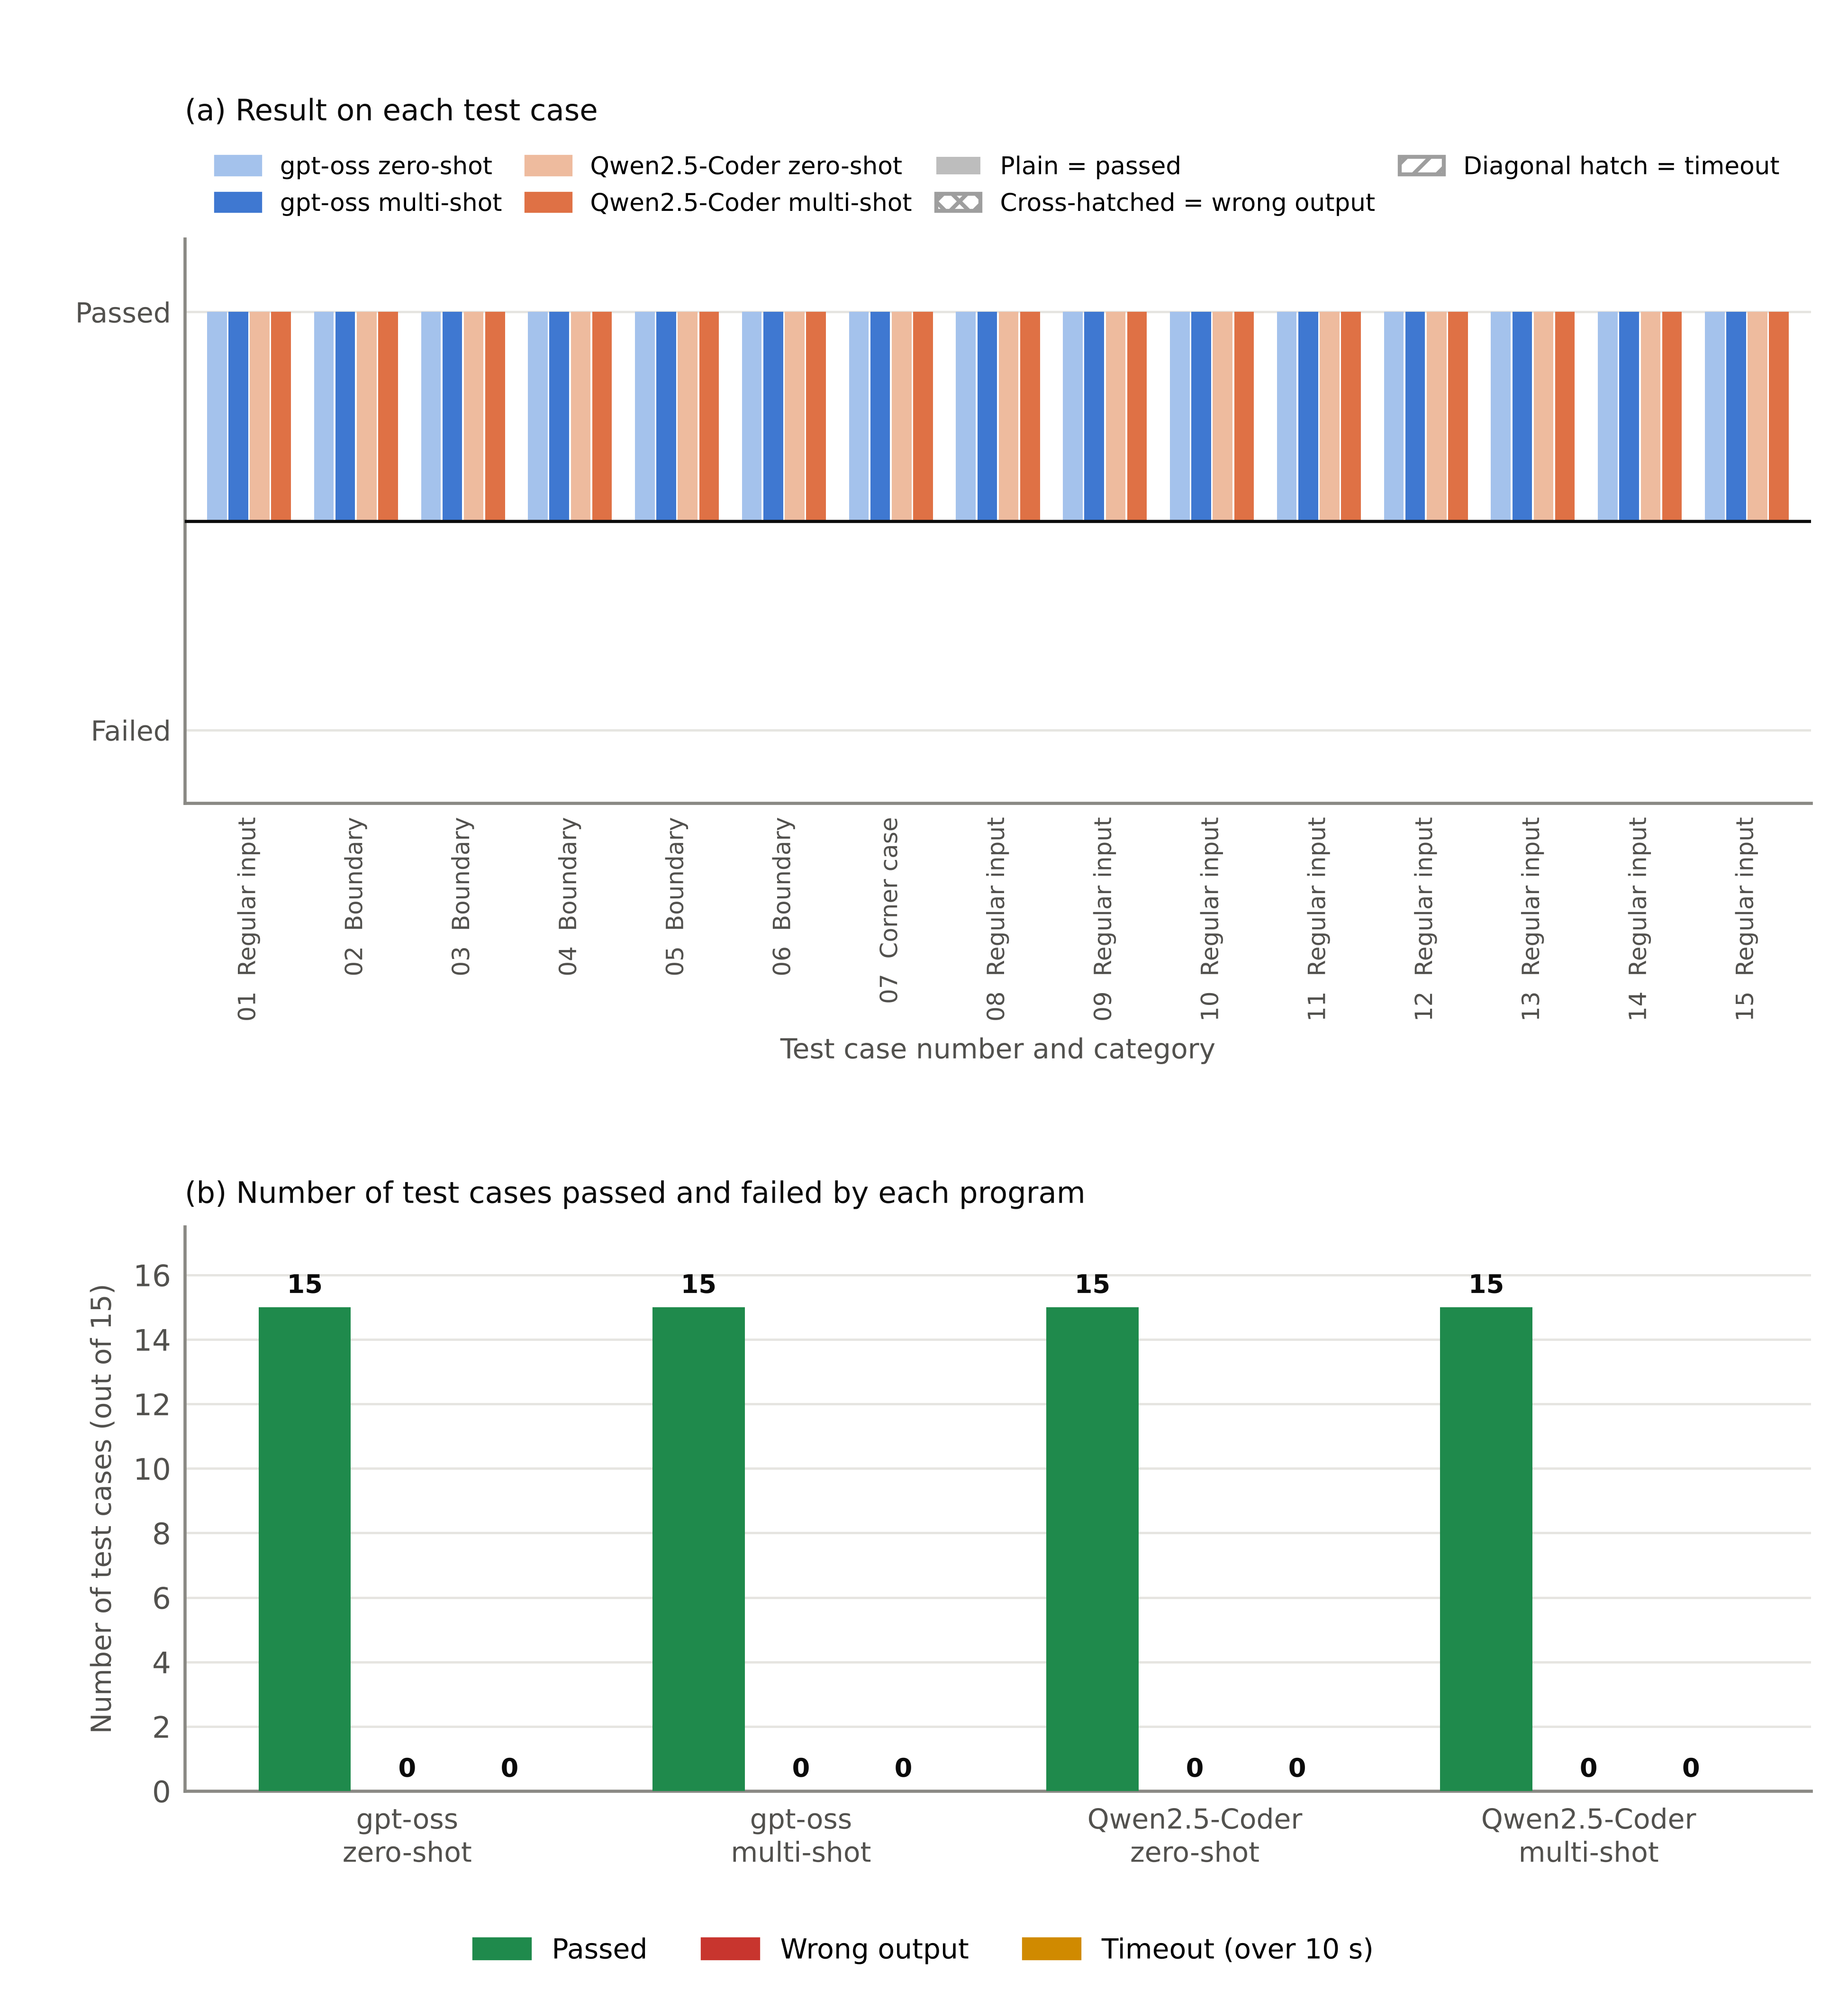 (a) Result on each test case
gpt-oss zero-shot
gpt-oss multi-shot
Qwen2.5-Coder zero-shot
Qwen2.5-Coder multi-shot
Plain = passed
Cross-hatched = wrong output
Diagonal hatch = timeout
Passed
Failed
01 Regular input
02 Boundary
03 Boundary
04 Boundary
05 Boundary
06 Boundary
07 Corner case
08 Regular input
09 Regular input
10 Regular input
11 Regular input
12 Regular input
13 Regular input
14 Regular input
15 Regular input
Test case number and category
(b) Number of test cases passed and failed by each program
Number of test cases (out of 15)
16
14
12
10
8
6
4
2
0
15
0
0
15
0
0
15
0
0
15
0
0
gpt-oss
zero-shot
gpt-oss
multi-shot
Qwen2.5-Coder
zero-shot
Qwen2.5-Coder
multi-shot
Passed
Wrong output
Timeout (over 10 s)